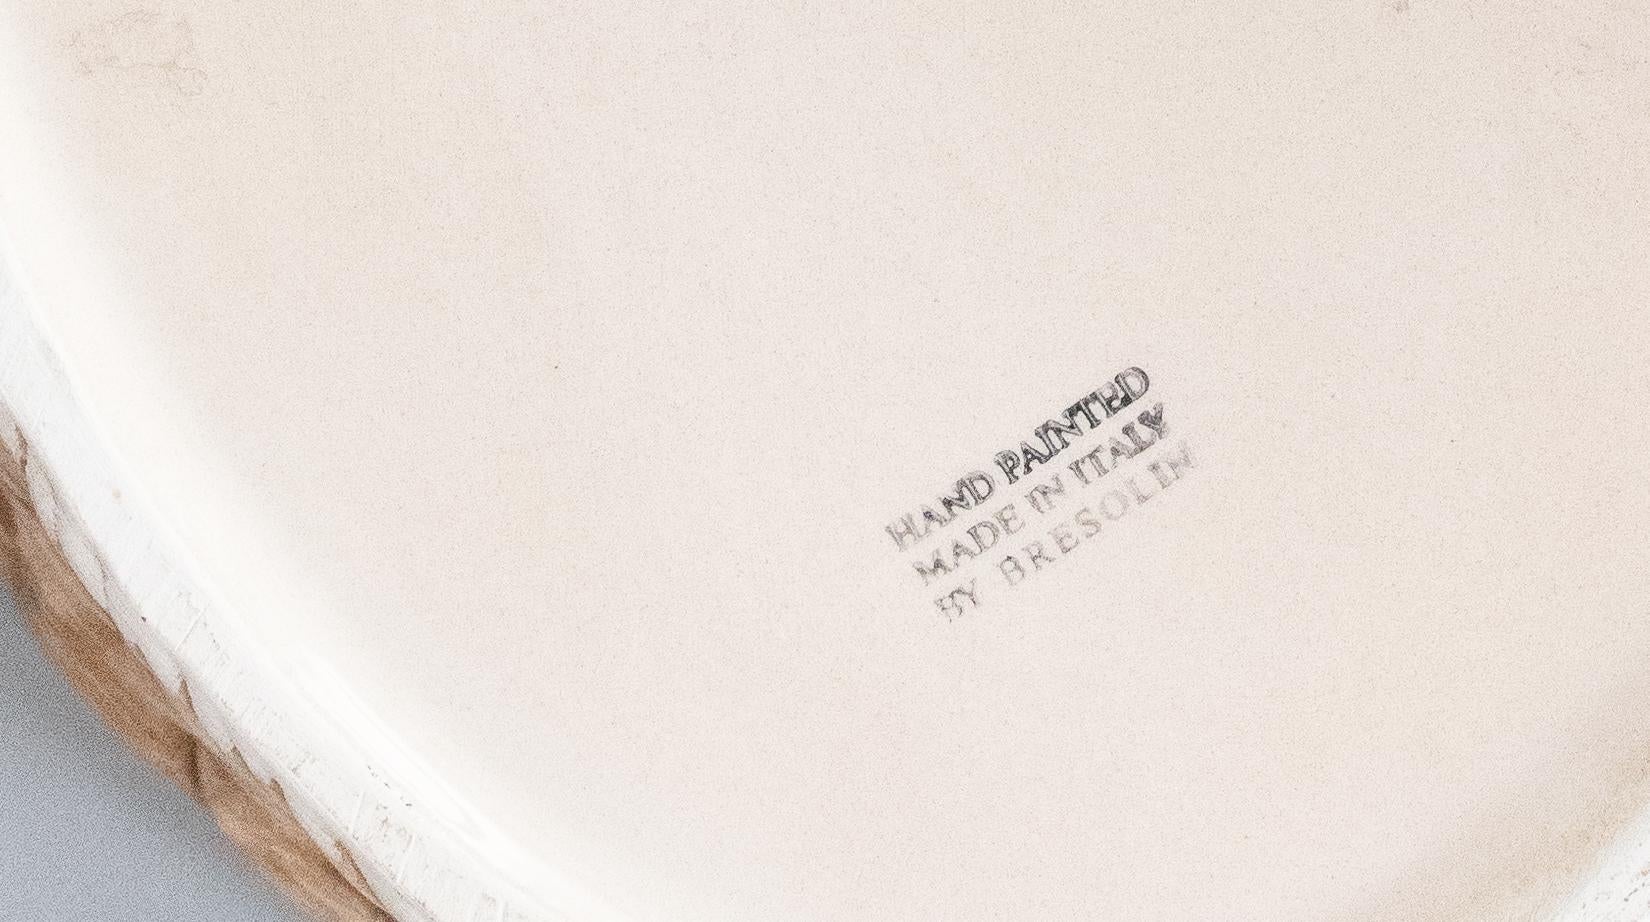 HAND PAINTED
MADE IN ITALY
BY BRESOLIN